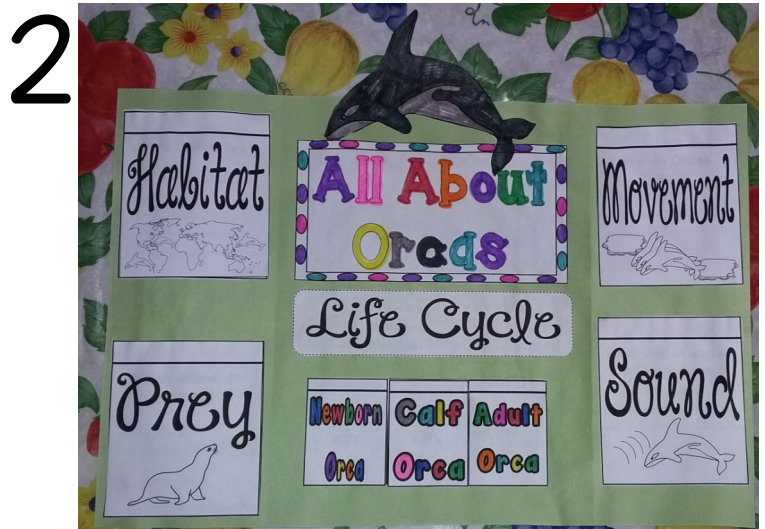 2
All About
Orcas
Habitat
Movement
Life Cycle
Prey
Newborn
Orca
Calf
Orca
Adult
Orca
Sound